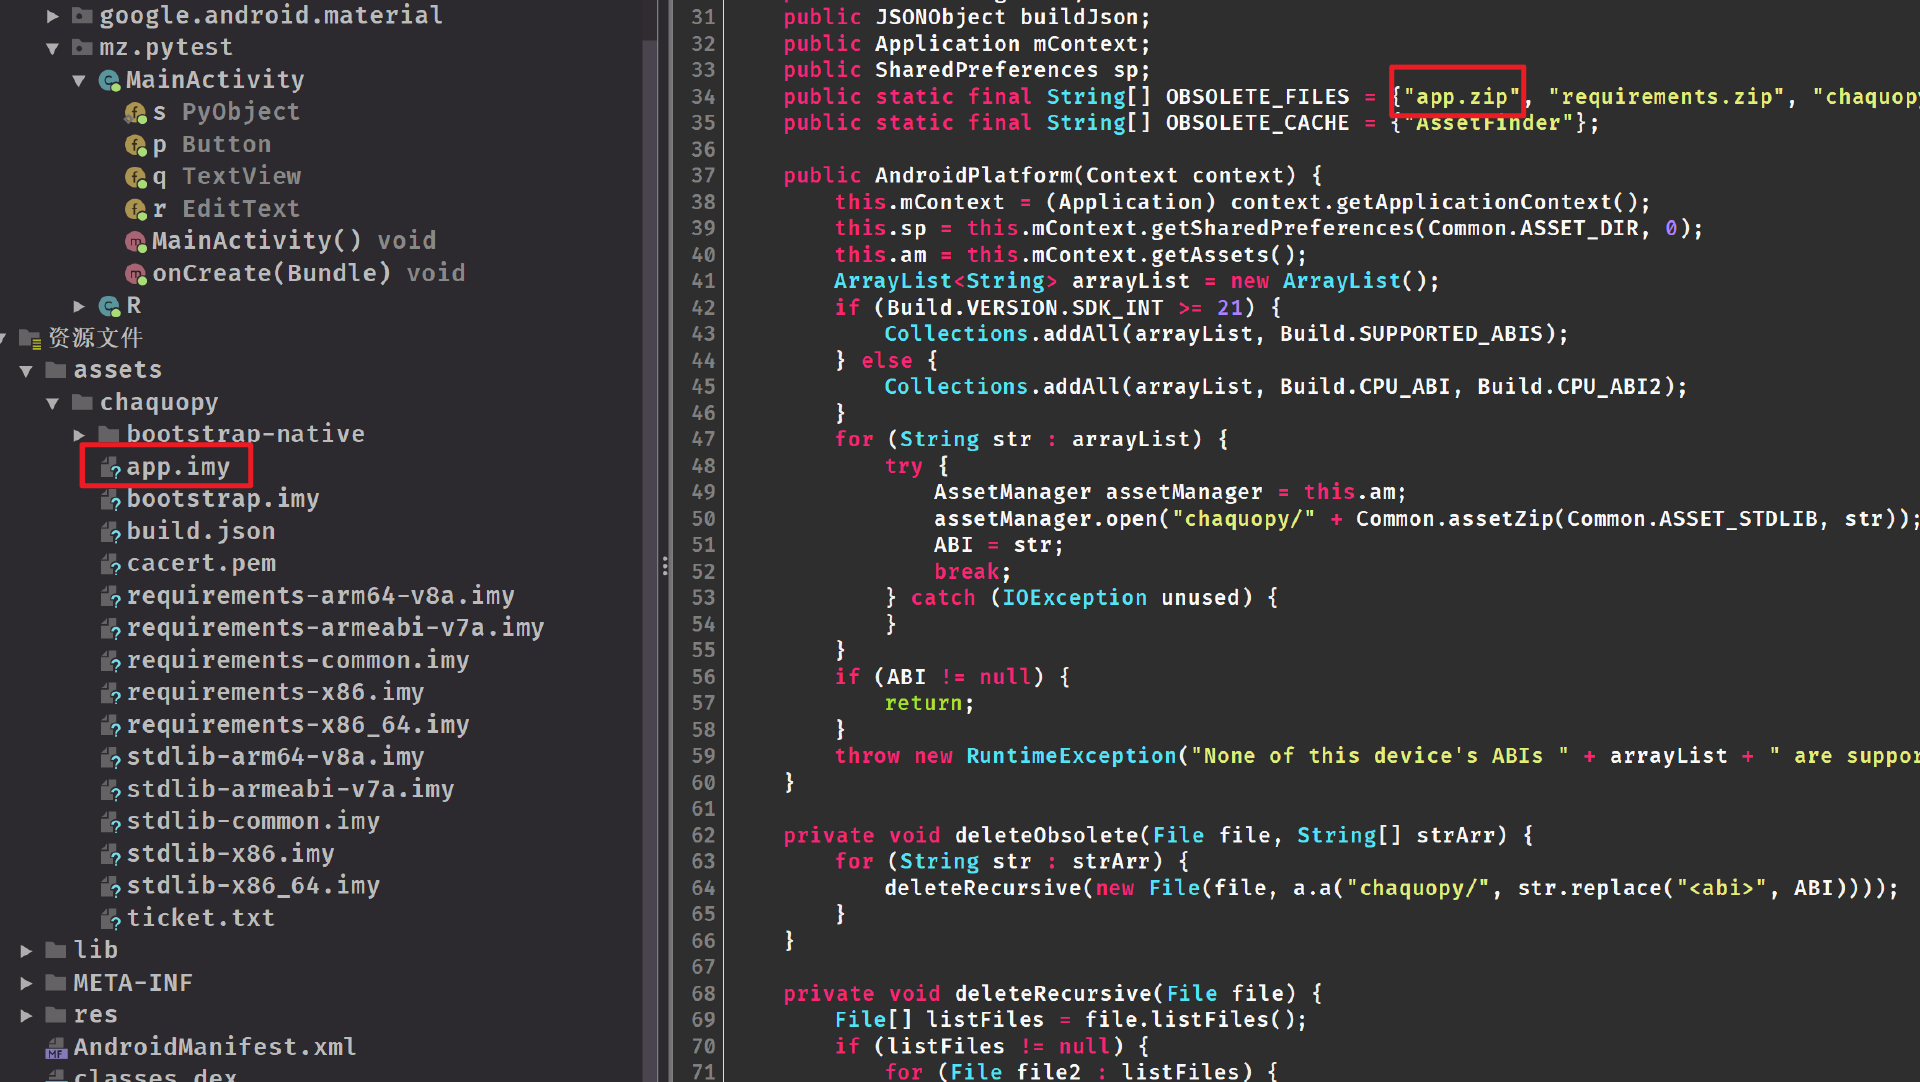 google.android.material
mz.pytest
MainActivity
s PyObject
p Button
q TextView
r EditText
MainActivity() void
onCreate(Bundle) void
R
资源文件
assets
chaquopy
bootstrap-native
app.imy
bootstrap.imy
build.json
cacert.pem
requirements-arm64-v8a.imy
requirements-armeabi-v7a.imy
requirements-common.imy
requirements-x86.imy
requirements-x86_64.imy
stdlib-arm64-v8a.imy
stdlib-armeabi-v7a.imy
stdlib-common.imy
stdlib-x86.imy
stdlib-x86_64.imy
ticket.txt
lib
META-INF
res
MF AndroidManifest.xml
classes.dex
31 public JSONObject buildJson;
32 public Application mContext;
33 public SharedPreferences sp;
34 public static final String[] OBSOLETE_FILES = {"app.zip", "requirements.zip", "chaquopy
35 public static final String[] OBSOLETE_CACHE = {"AssetFinder"};
36
37 public AndroidPlatform(Context context) {
38 this.mContext = (Application) context.getApplicationContext();
39 this.sp = this.mContext.getSharedPreferences(Common.ASSET_DIR, 0);
40 this.am = this.mContext.getAssets();
41 ArrayList<String> arrayList = new ArrayList();
42 if (Build.VERSION.SDK_INT >= 21) {
43 Collections.addAll(arrayList, Build.SUPPORTED_ABIS);
44 } else {
45 Collections.addAll(arrayList, Build.CPU_ABI, Build.CPU_ABI2);
46 }
47 for (String str : arrayList) {
48 try {
49 AssetManager assetManager = this.am;
50 assetManager.open("chaquopy/" + Common.assetZip(Common.ASSET_STDLIB, str));
51 ABI = str;
52 break;
53 } catch (IOException unused) {
54 }
55 }
56 if (ABI != null) {
57 return;
58 }
59 throw new RuntimeException("None of this device's ABIs " + arrayList + " are suppor
60 }
61
62 private void deleteObsolete(File file, String[] strArr) {
63 for (String str : strArr) {
64 deleteRecursive(new File(file, a.a("chaquopy/", str.replace("<abi>", ABI))));
65 }
66 }
67
68 private void deleteRecursive(File file) {
69 File[] listFiles = file.listFiles();
70 if (listFiles != null) {
71 for (File file2 : listFiles) {